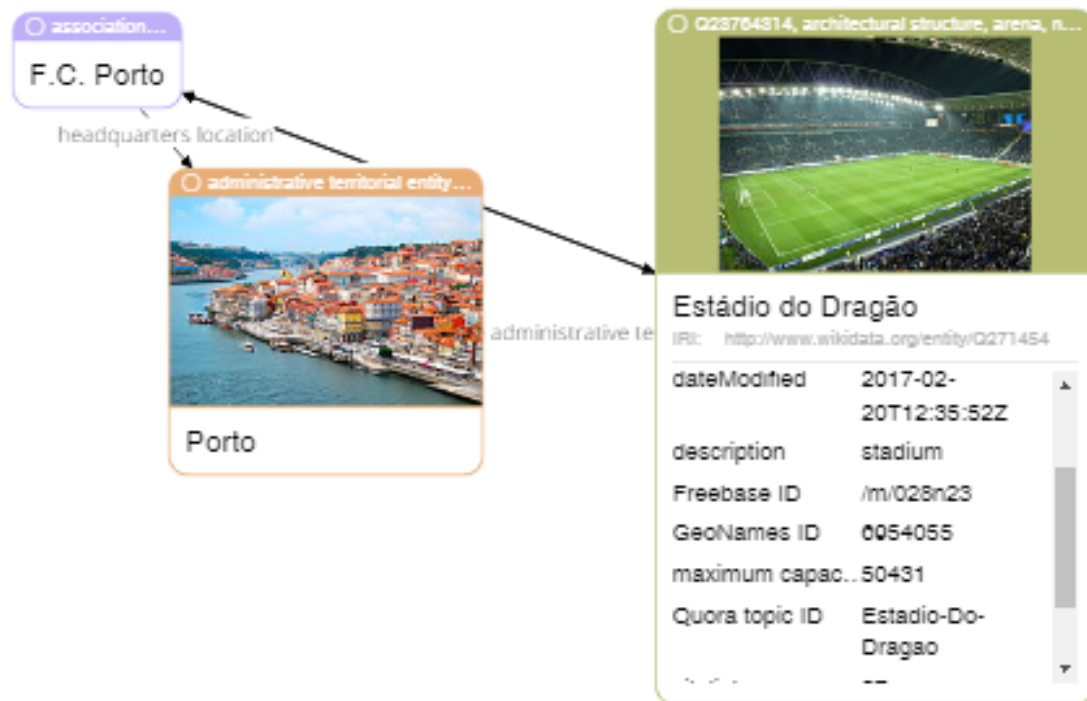 association...
F.C. Porto
headquarters location
administrative territorial entity...
Porto
administrative te
Q28764314, architectural structure, arena, n...
Estádio do Dragão
IRI: http://www.wikidata.org/entity/Q271454
dateModified 2017-02-
20T12:35:52Z
description stadium
Freebase ID /m/028n23
GeoNames ID 6954055
maximum capac.. 50431
Quora topic ID Estadio-Do-
Dragao